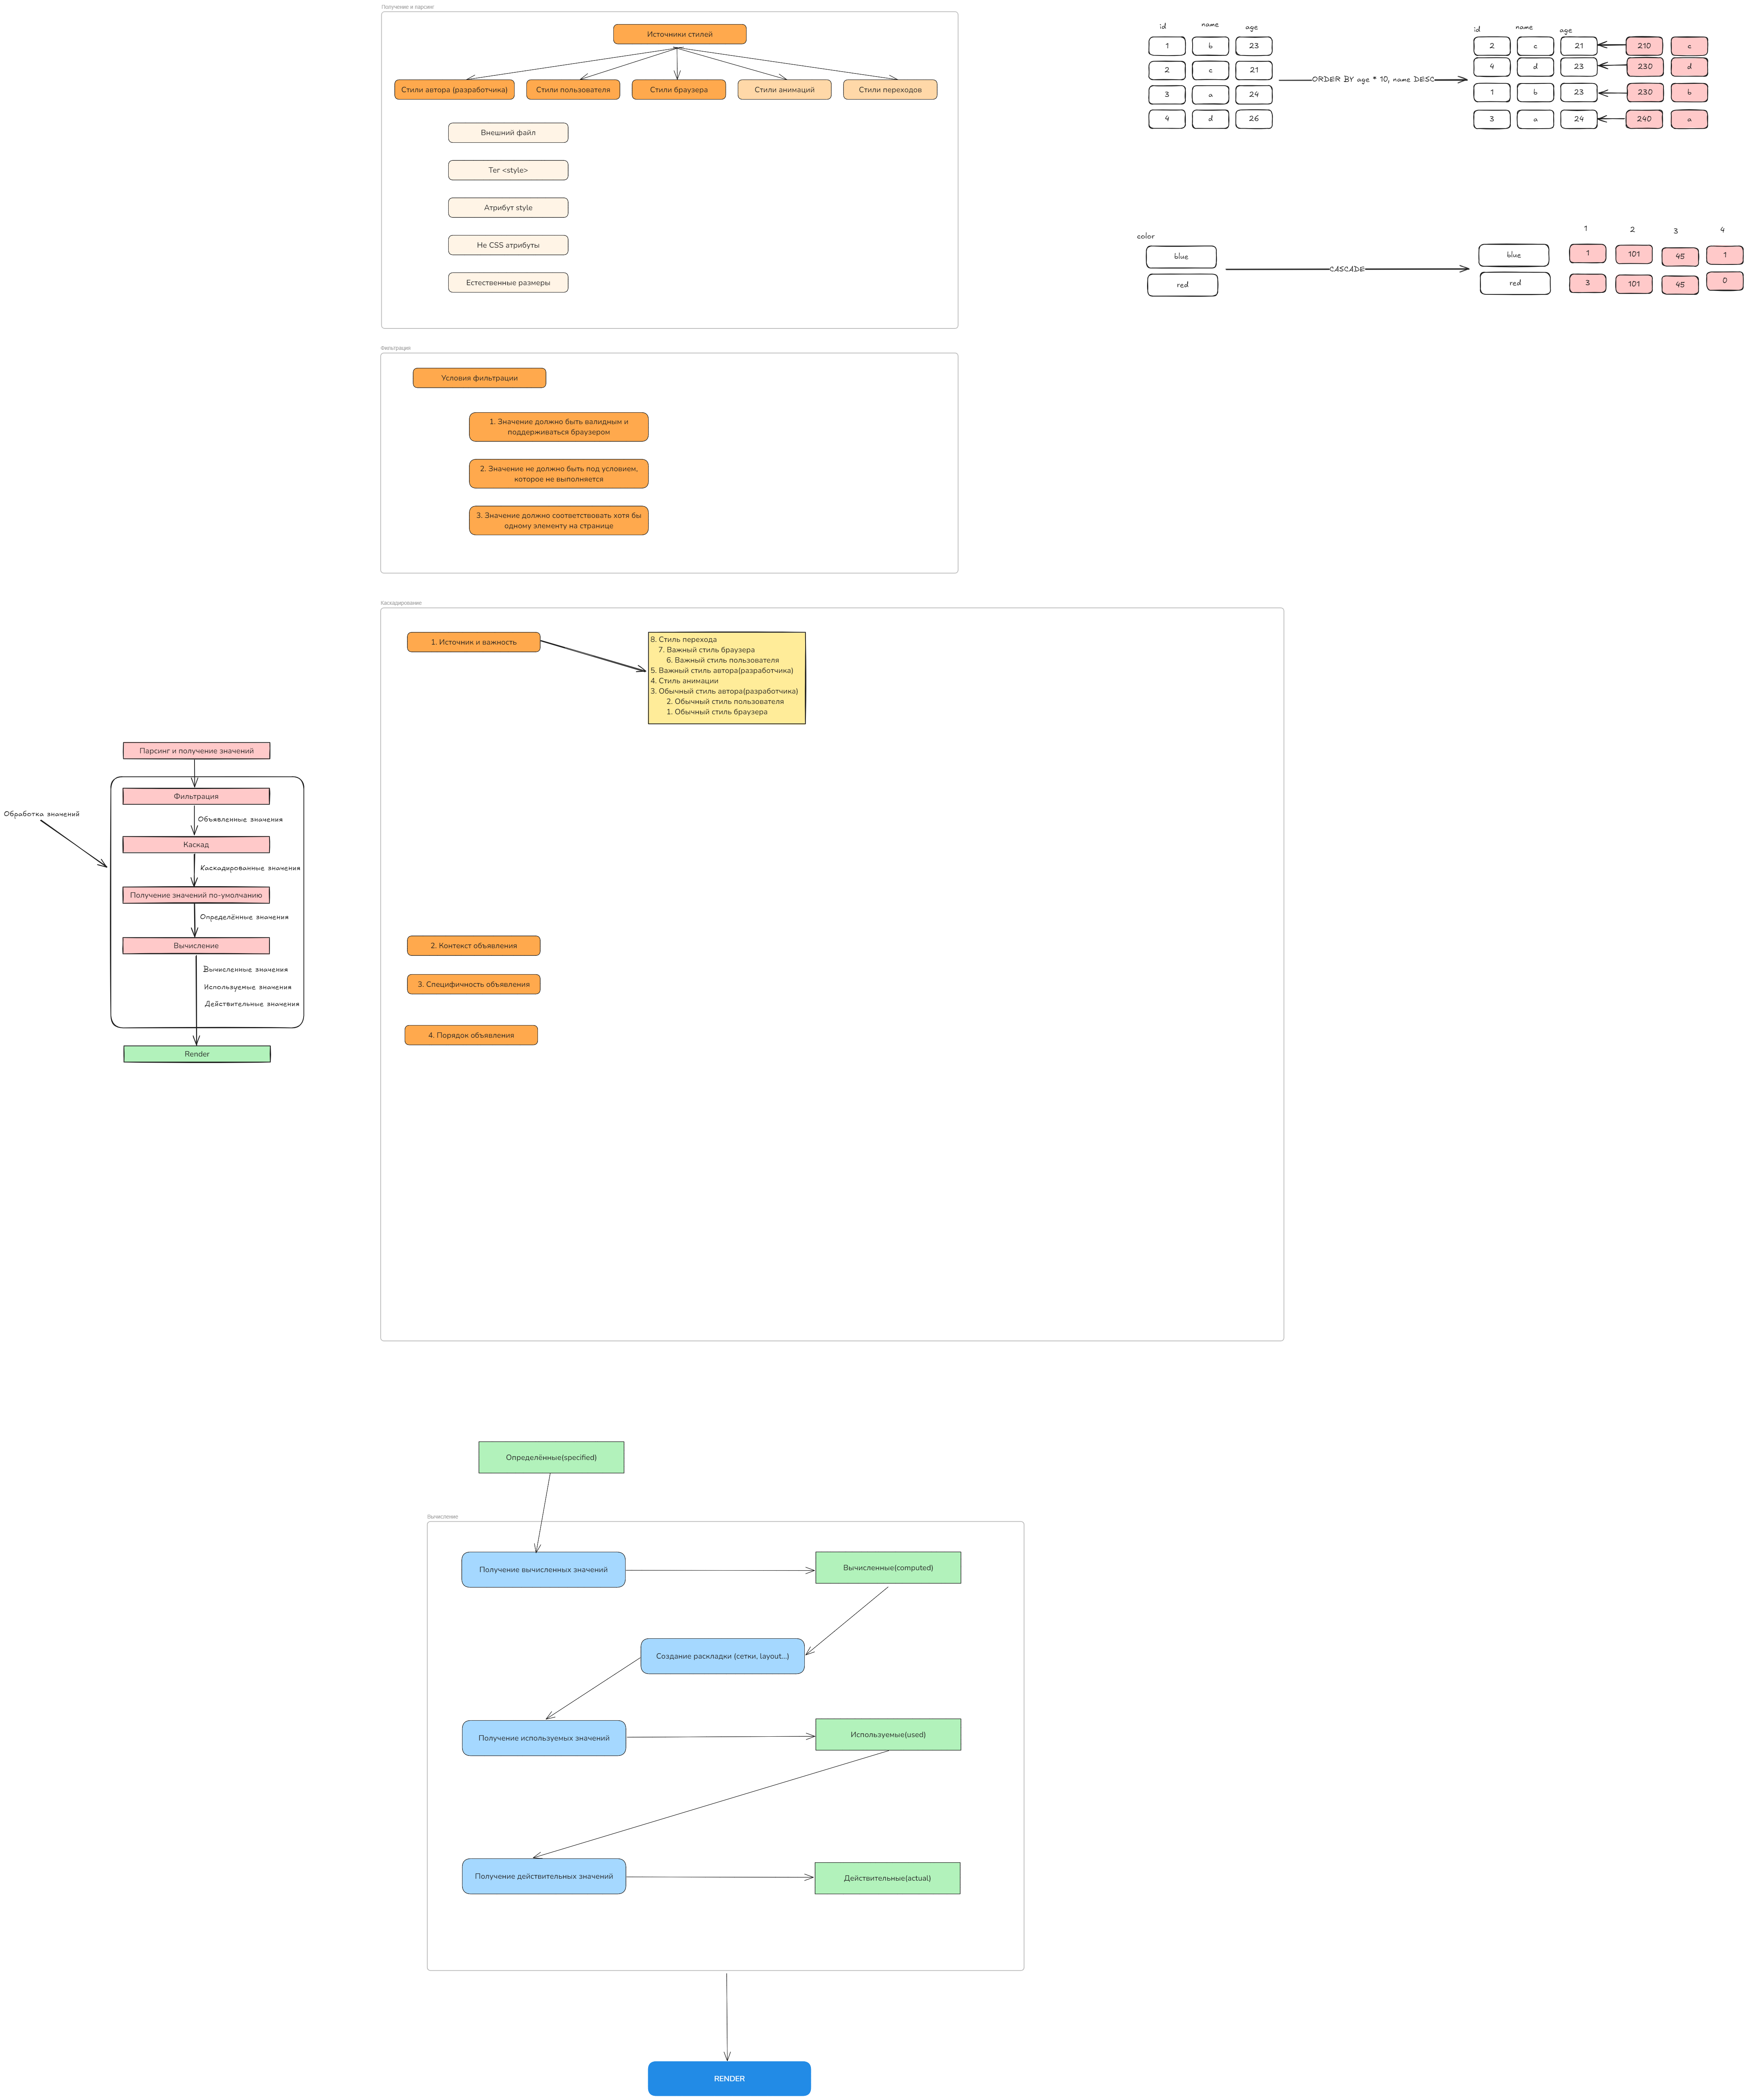 Получение и парсинг
Источники стилей
Стили автора (разработчика)
Стили пользователя
Стили браузера
Стили анимаций
Стили переходов
Внешний файл
Тег <style>
Атрибут style
Не CSS атрибуты
Естественные размеры
id name age
1 b 23
2 c 21
3 a 24
4 d 26
ORDER BY age * 10, name DESC
id name age
2 c 21 210 c
4 d 23 230 d
1 b 23 230 b
3 a 24 240 a
color
blue
red
CASCADE
1 2 3 4
blue 1 101 45 1
red 3 101 45 0
Фильтрация
Условия фильтрации
1. Значение должно быть валидным и
поддерживаться браузером
2. Значение не должно быть под условием,
которое не выполняется
3. Значение должно соответствовать хотя бы
одному элементу на странице
Каскадирование
1. Источник и важность
8. Стиль перехода
7. Важный стиль браузера
6. Важный стиль пользователя
5. Важный стиль автора(разработчика)
4. Стиль анимации
3. Обычный стиль автора(разработчика)
2. Обычный стиль пользователя
1. Обычный стиль браузера
2. Контекст объявления
3. Специфичность объявления
4. Порядок объявления
Парсинг и получение значений
Обработка значений
Фильтрация
Объявленные значения
Каскад
Каскадированные значения
Получение значений по-умолчанию
Определённые значения
Вычисление
Вычисленные значения
Используемые значения
Действительные значения
Render
Определённые(specified)
Вычисление
Получение вычисленных значений
Вычисленные(computed)
Создание раскладки (сетки, layout...)
Получение используемых значений
Используемые(used)
Получение действительных значений
Действительные(actual)
RENDER